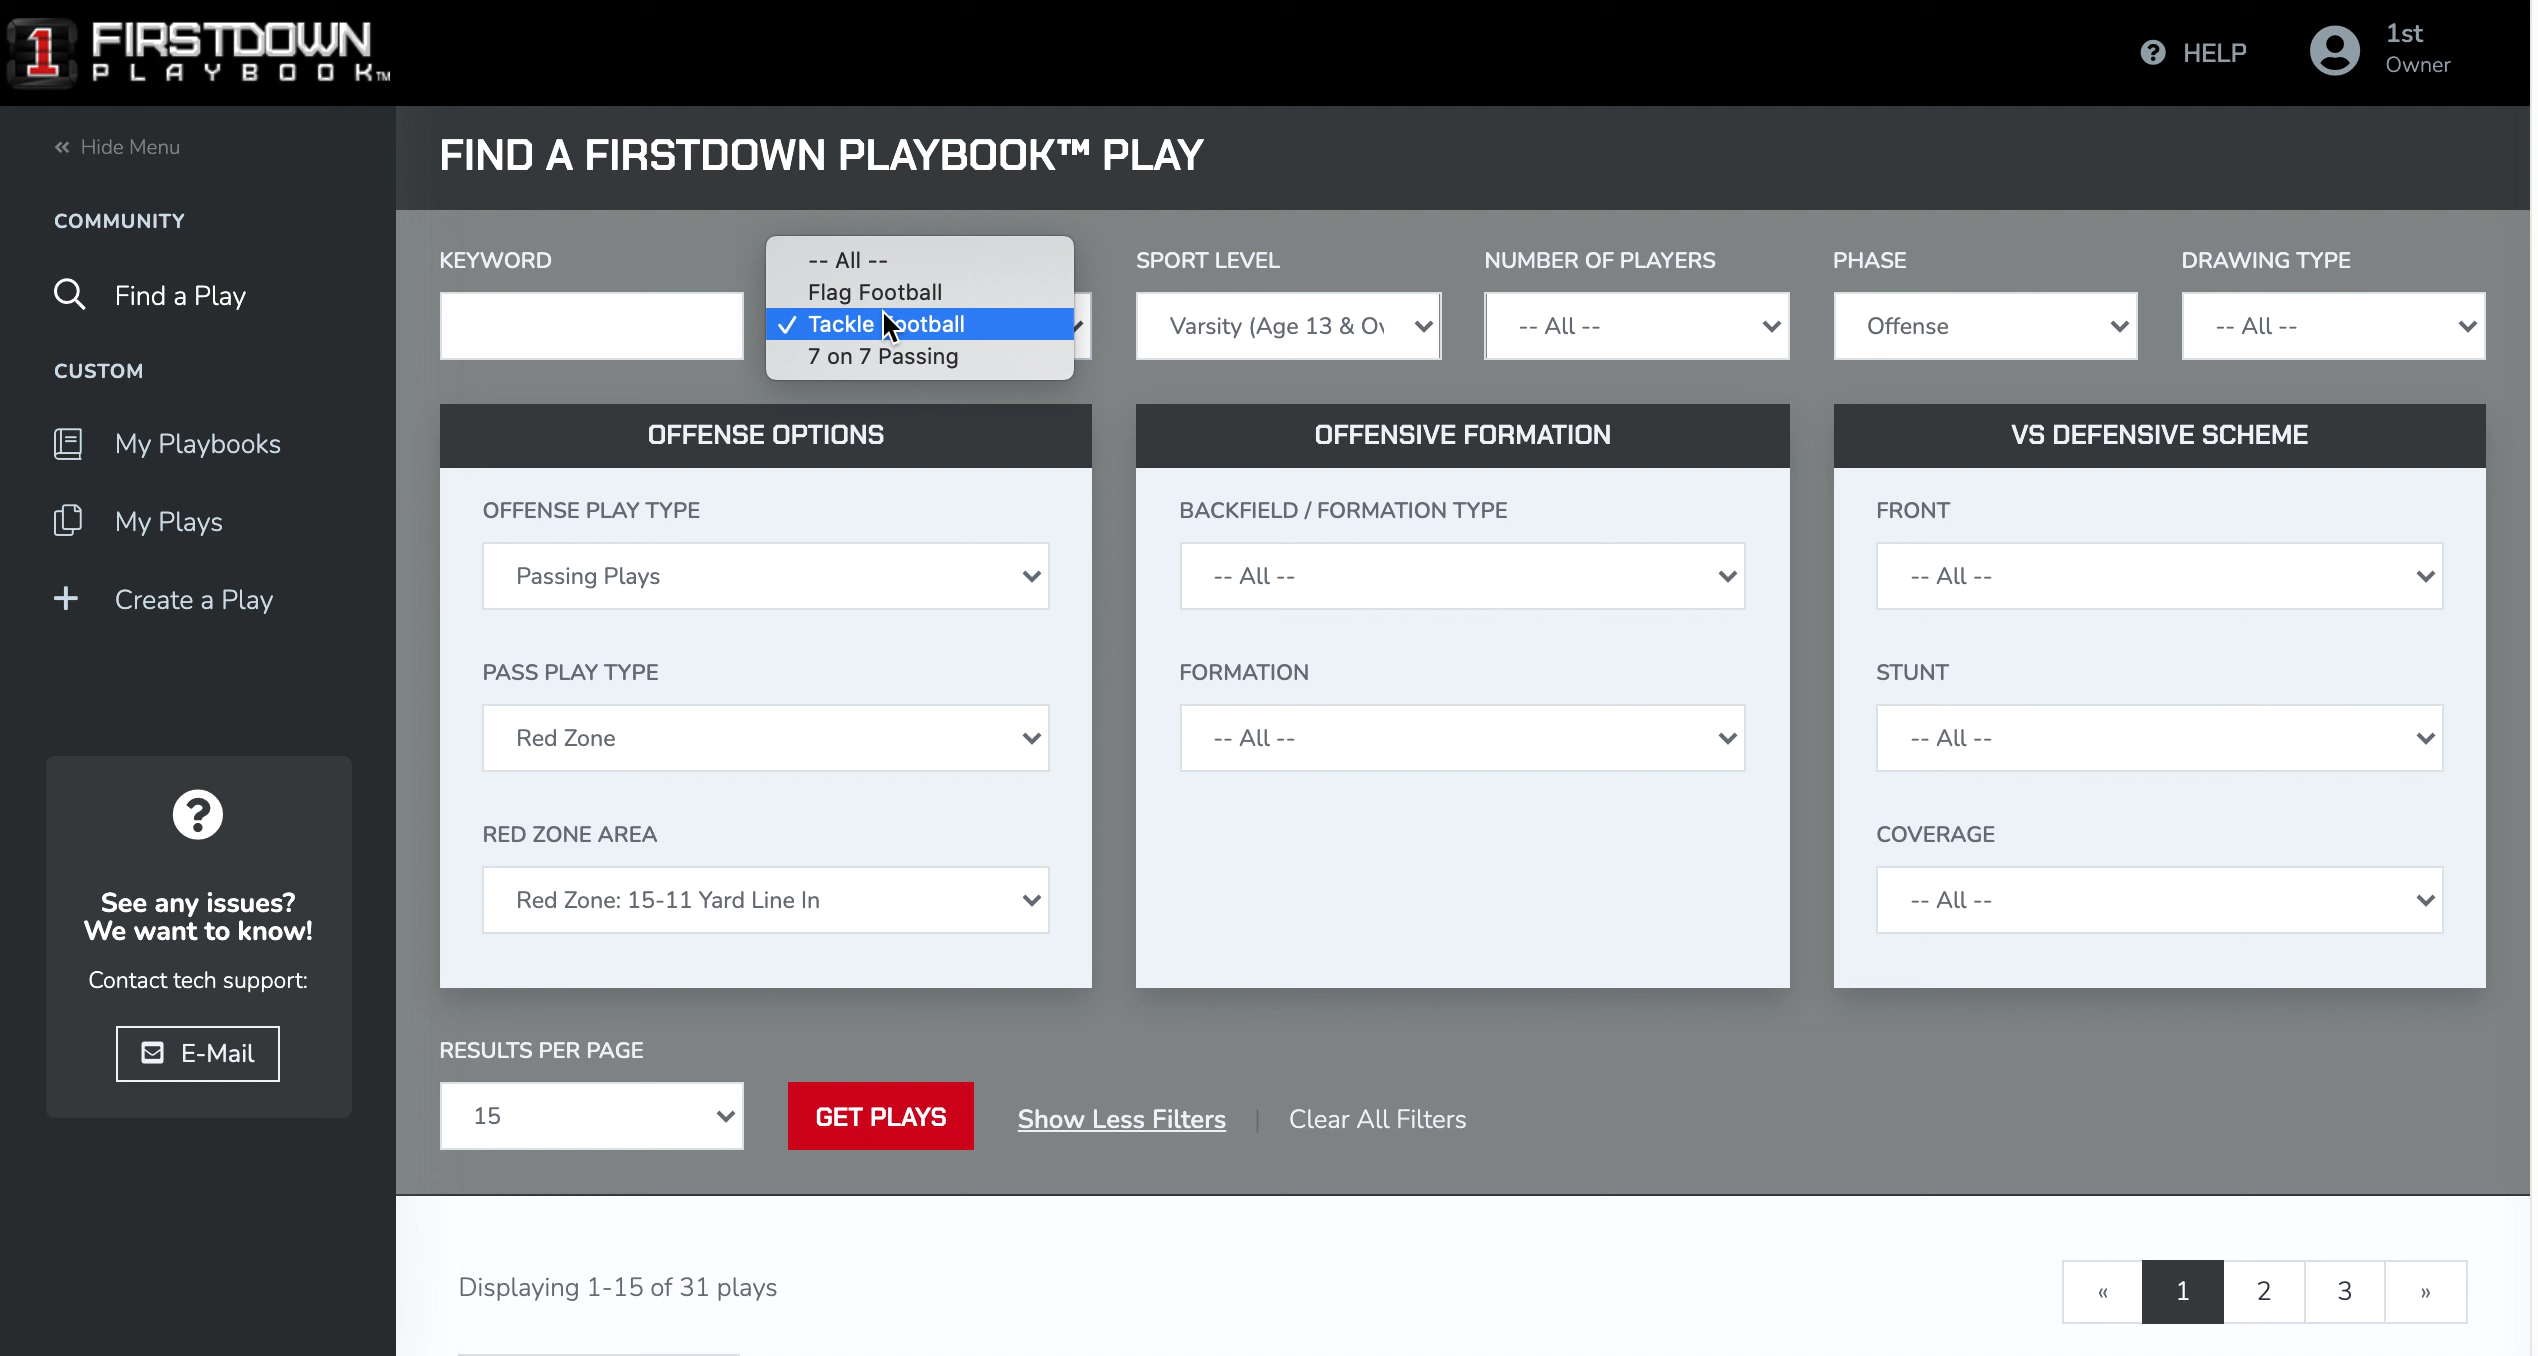 1 FIRSTDOWN
PLAYBOOK™
HELP
1st
Owner
« Hide Menu
COMMUNITY
Find a Play
CUSTOM
My Playbooks
My Plays
Create a Play
?
See any issues?
We want to know!
Contact tech support:
E-Mail
FIND A FIRSTDOWN PLAYBOOK™ PLAY
KEYWORD
-- All --
Flag Football
✓ Tackle Football
7 on 7 Passing
SPORT LEVEL
Varsity (Age 13 & Ov
NUMBER OF PLAYERS
-- All --
PHASE
Offense
DRAWING TYPE
-- All --
OFFENSE OPTIONS
OFFENSE PLAY TYPE
Passing Plays
PASS PLAY TYPE
Red Zone
RED ZONE AREA
Red Zone: 15-11 Yard Line In
OFFENSIVE FORMATION
BACKFIELD / FORMATION TYPE
-- All --
FORMATION
-- All --
VS DEFENSIVE SCHEME
FRONT
-- All --
STUNT
-- All --
COVERAGE
-- All --
RESULTS PER PAGE
15
GET PLAYS
Show Less Filters | Clear All Filters
Displaying 1-15 of 31 plays
« 1 2 3 »